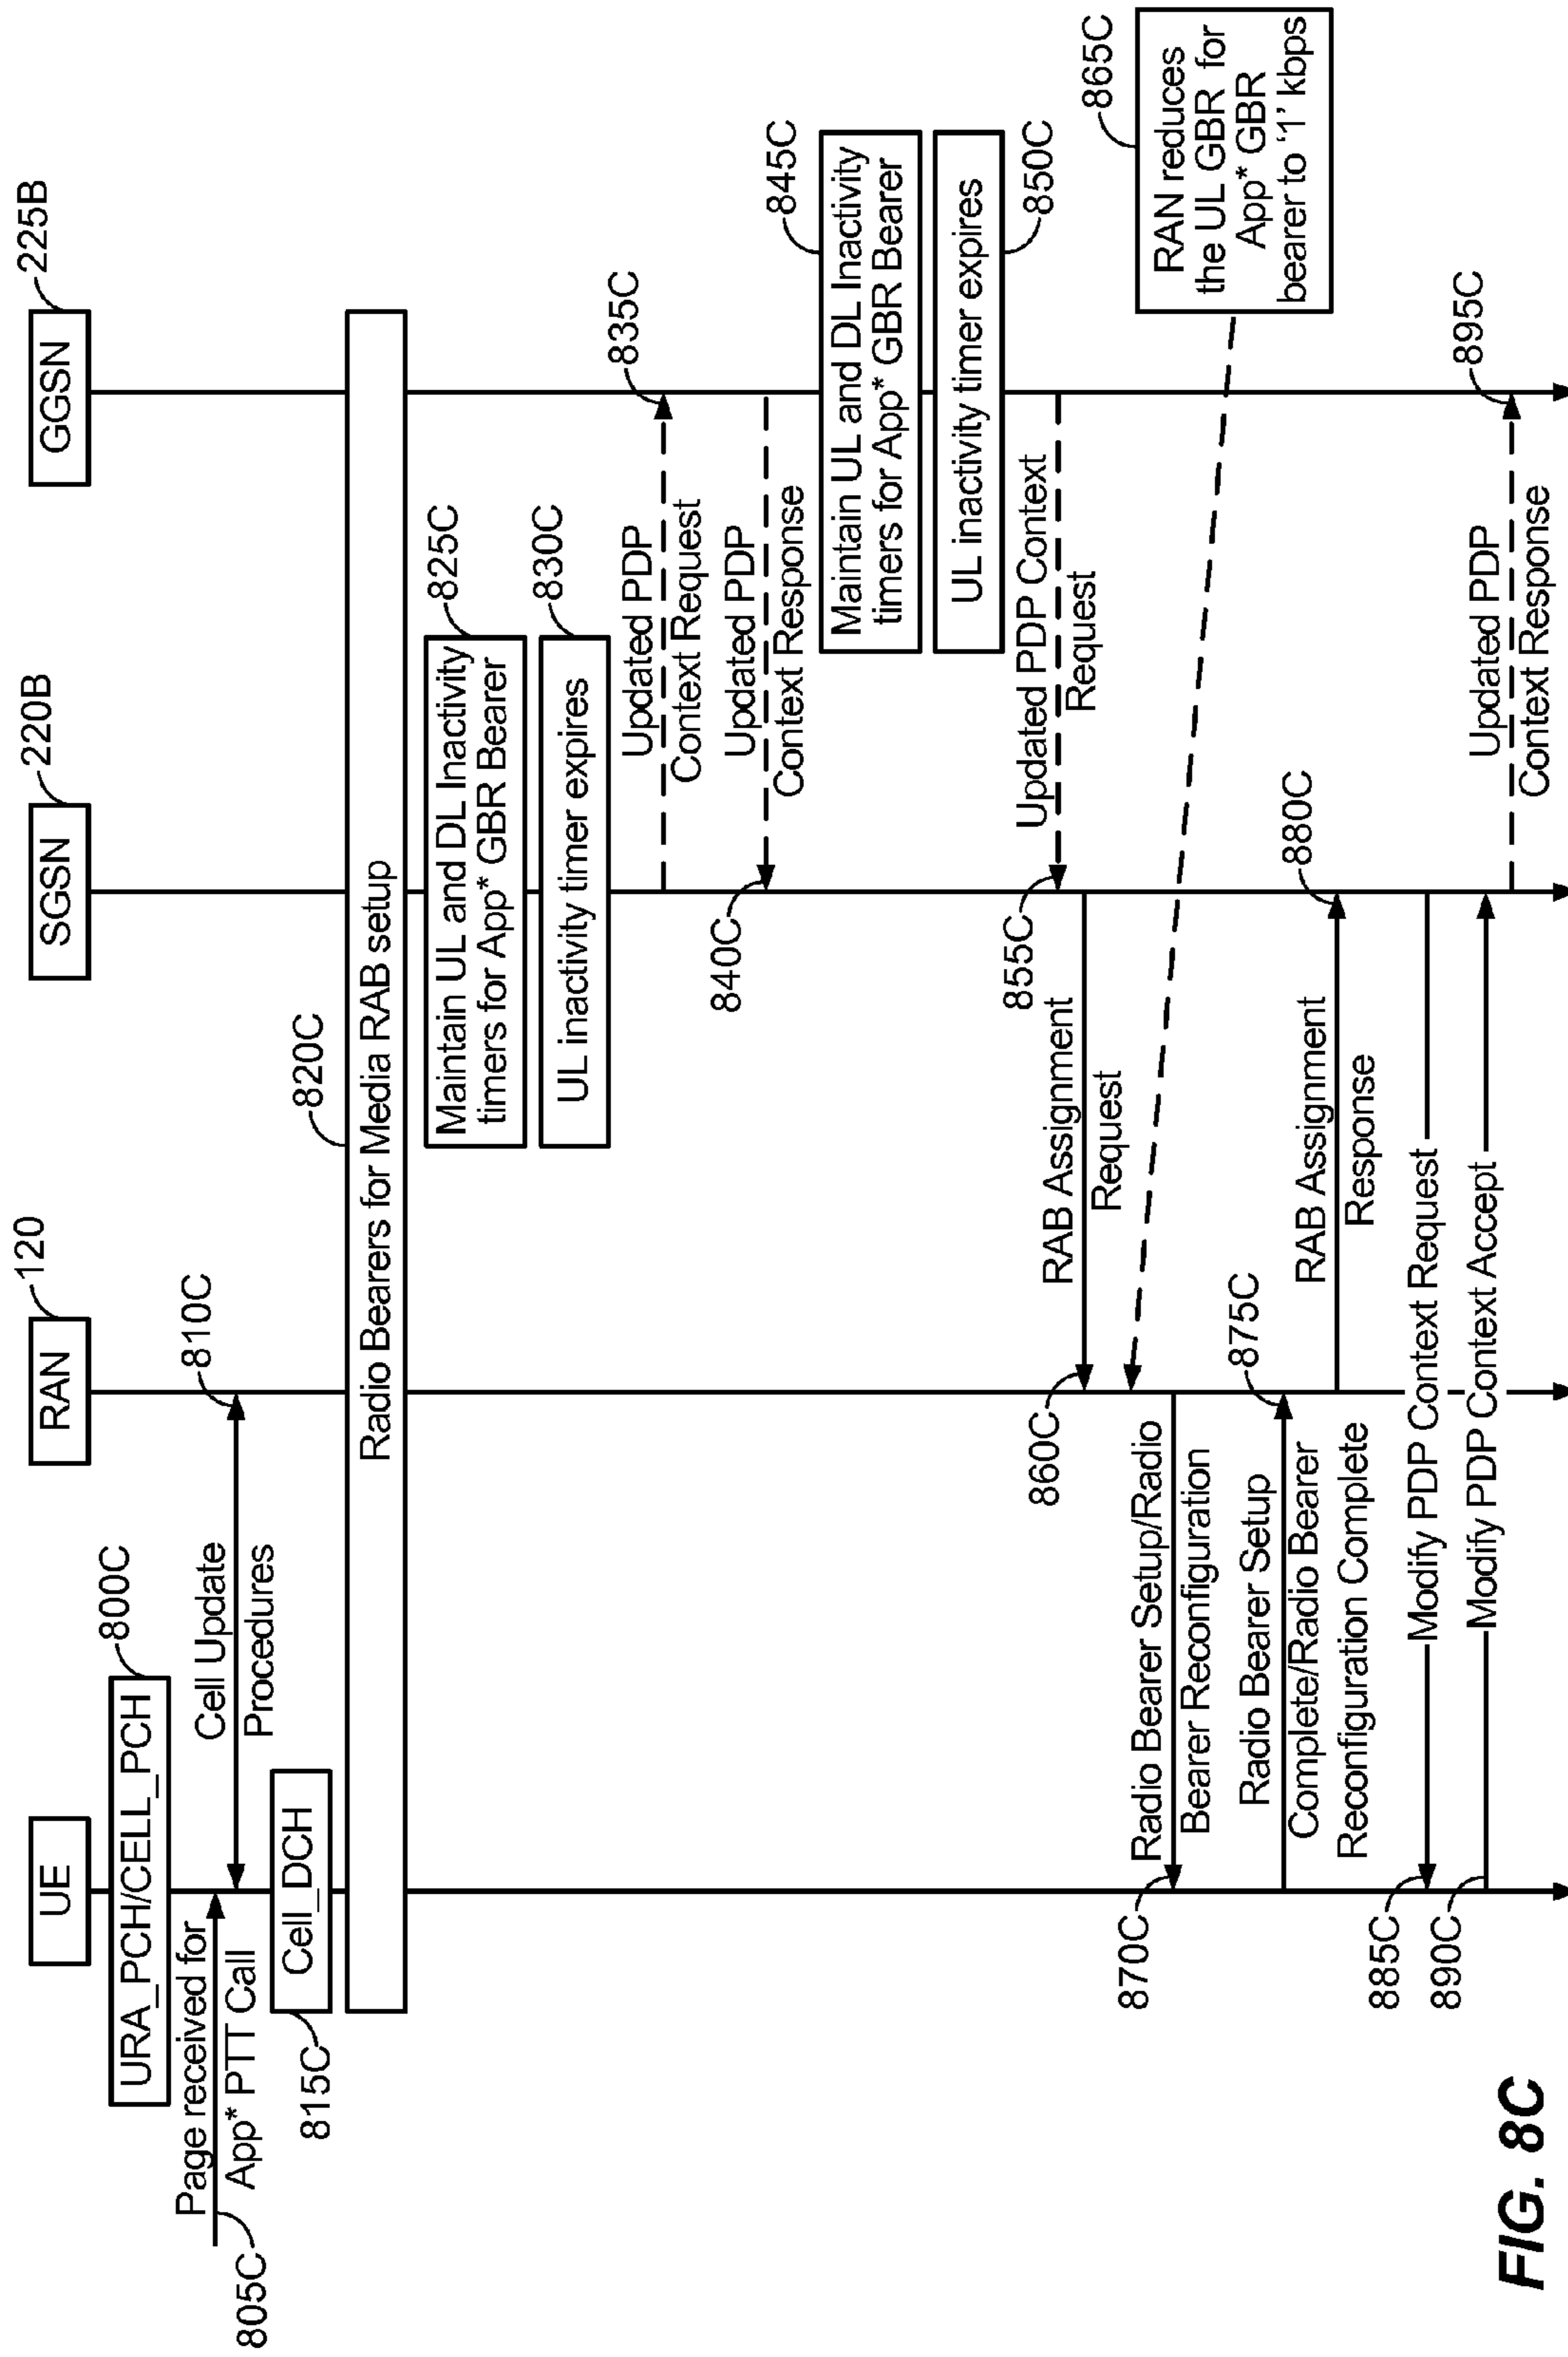 UE
RAN
120
SGSN
220B
GGSN
225B
URA_PCH/CELL_PCH
800C
Page received for
App* PTT Call
805C
Cell Update
Procedures
810C
Cell_DCH
815C
820C
Radio Bearers for Media RAB setup
Maintain UL and DL Inactivity
timers for App* GBR Bearer
825C
UL inactivity timer expires
830C
Updated PDP
Context Request
835C
Updated PDP
Context Response
840C
Maintain UL and DL Inactivity
timers for App* GBR Bearer
845C
UL inactivity timer expires
850C
Updated PDP Context
Request
855C
RAB Assignment
Request
860C
RAN reduces
the UL GBR for
App* GBR
bearer to '1' kbps
865C
Radio Bearer Setup/Radio
Bearer Reconfiguration
870C
Radio Bearer Setup
Complete/Radio Bearer
Reconfiguration Complete
875C
RAB Assignment
Response
880C
Modify PDP Context Request
885C
Modify PDP Context Accept
890C
Updated PDP
Context Response
895C
FIG. 8C